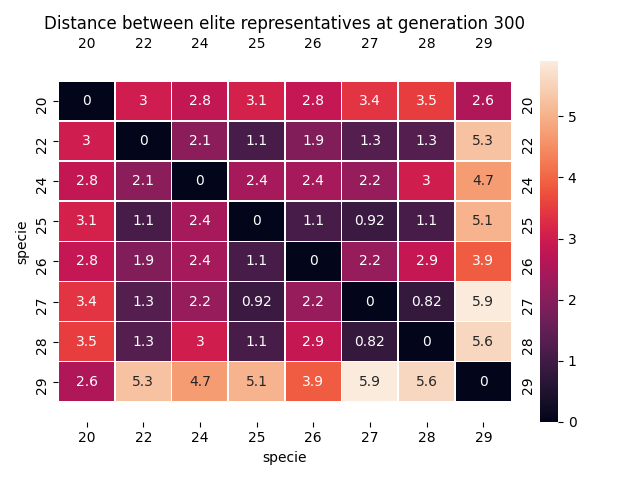 Distance between elite representatives at generation 300
20 22 24 25 26 27 28 29
20 0 3 2.8 3.1 2.8 3.4 3.5 2.6 20
22 3 0 2.1 1.1 1.9 1.3 1.3 5.3 22
24 2.8 2.1 0 2.4 2.4 2.2 3 4.7 24
25 3.1 1.1 2.4 0 1.1 0.92 1.1 5.1 25
26 2.8 1.9 2.4 1.1 0 2.2 2.9 3.9 26
27 3.4 1.3 2.2 0.92 2.2 0 0.82 5.9 27
28 3.5 1.3 3 1.1 2.9 0.82 0 5.6 28
29 2.6 5.3 4.7 5.1 3.9 5.9 5.6 0 29
20 22 24 25 26 27 28 29
specie
specie
5
4
3
2
1
0